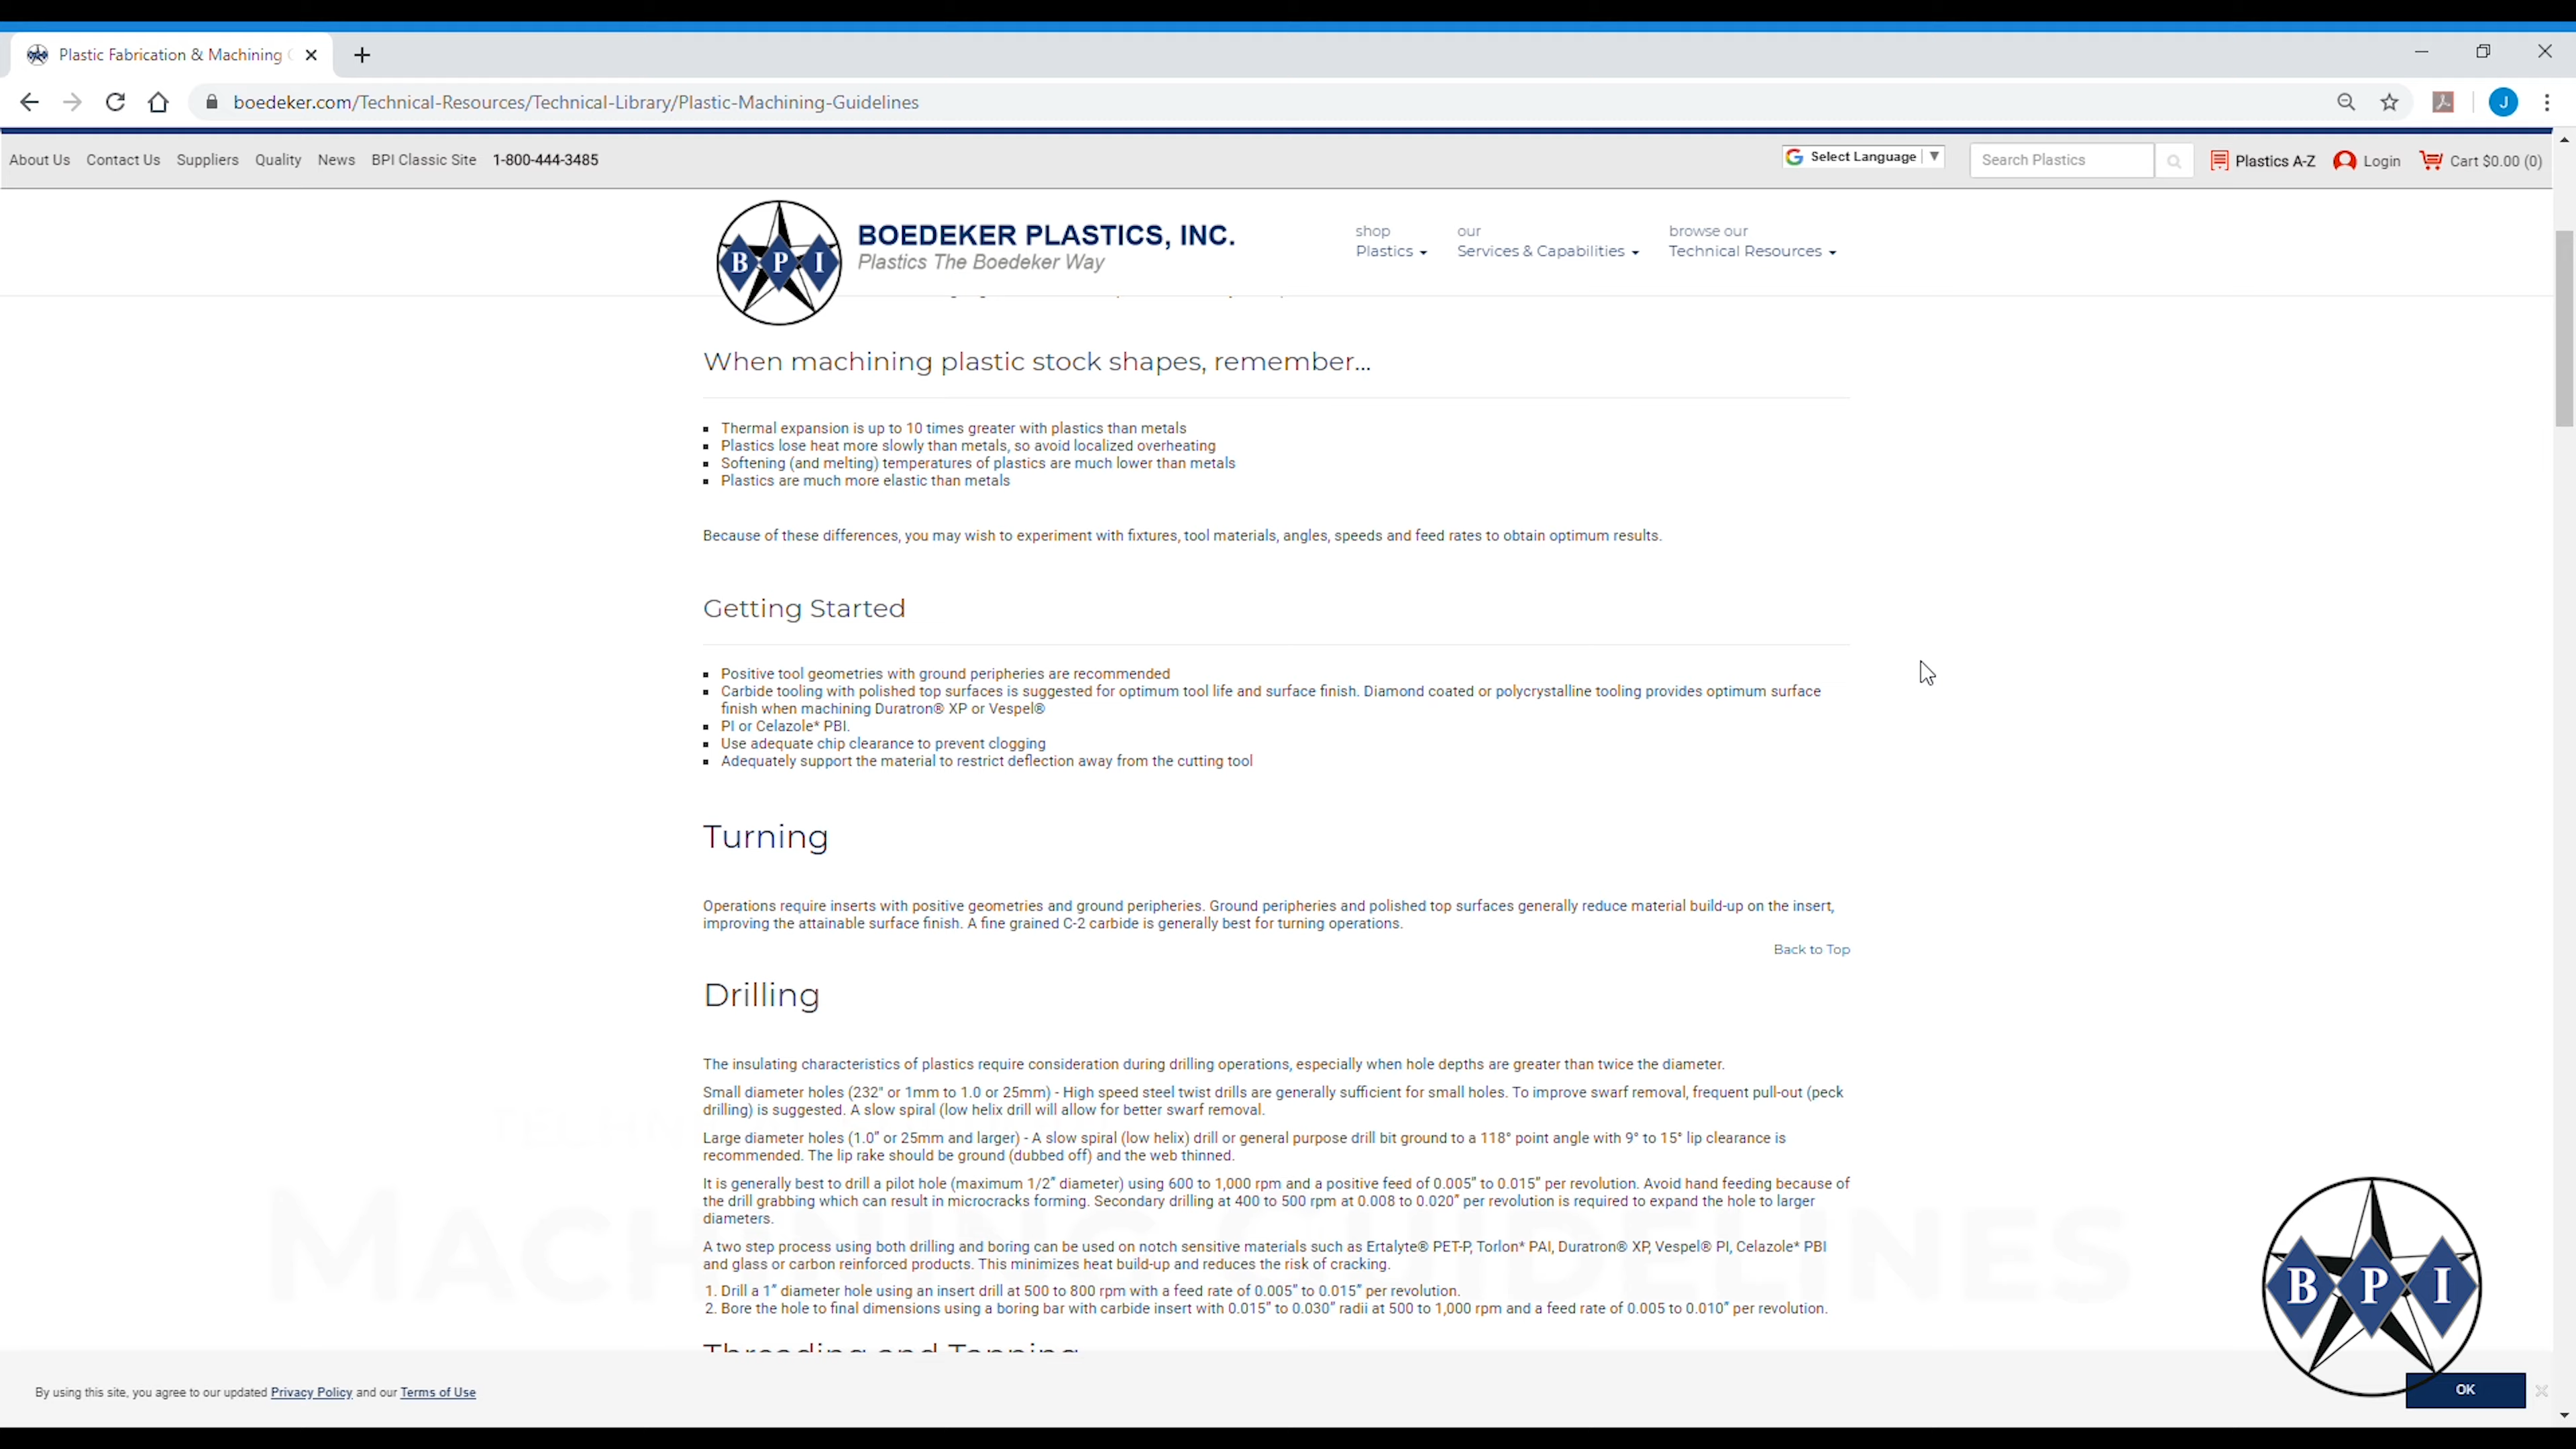 Plastic Fabrication & Machining
boedeker.com/Technical-Resources/Technical-Library/Plastic-Machining-Guidelines
J
About Us Contact Us Suppliers Quality News BPI Classic Site 1-800-444-3485
Select Language ▼
Search Plastics
Plastics A-Z
Login
Cart $0.00 (0)
B P I
BOEDEKER PLASTICS, INC.
Plastics The Boedeker Way
shop
Plastics
our
Services & Capabilities
browse our
Technical Resources
When machining plastic stock shapes, remember...
Thermal expansion is up to 10 times greater with plastics than metals
Plastics lose heat more slowly than metals, so avoid localized overheating
Softening (and melting) temperatures of plastics are much lower than metals
Plastics are much more elastic than metals
Because of these differences, you may wish to experiment with fixtures, tool materials, angles, speeds and feed rates to obtain optimum results.
Getting Started
Positive tool geometries with ground peripheries are recommended
Carbide tooling with polished top surfaces is suggested for optimum tool life and surface finish. Diamond coated or polycrystalline tooling provides optimum surface
finish when machining Duratron® XP or Vespel®
PI or Celazole* PBI.
Use adequate chip clearance to prevent clogging
Adequately support the material to restrict deflection away from the cutting tool
Turning
Operations require inserts with positive geometries and ground peripheries. Ground peripheries and polished top surfaces generally reduce material build-up on the insert,
improving the attainable surface finish. A fine grained C-2 carbide is generally best for turning operations.
Back to Top
Drilling
The insulating characteristics of plastics require consideration during drilling operations, especially when hole depths are greater than twice the diameter.
Small diameter holes (232" or 1mm to 1.0 or 25mm) - High speed steel twist drills are generally sufficient for small holes. To improve swarf removal, frequent pull-out (peck
drilling) is suggested. A slow spiral (low helix drill will allow for better swarf removal.
Large diameter holes (1.0" or 25mm and larger) - A slow spiral (low helix) drill or general purpose drill bit ground to a 118° point angle with 9° to 15° lip clearance is
recommended. The lip rake should be ground (dubbed off) and the web thinned.
It is generally best to drill a pilot hole (maximum 1/2" diameter) using 600 to 1,000 rpm and a positive feed of 0.005" to 0.015" per revolution. Avoid hand feeding because of
the drill grabbing which can result in microcracks forming. Secondary drilling at 400 to 500 rpm at 0.008 to 0.020" per revolution is required to expand the hole to larger
diameters.
MACHINING GUIDELINES
A two step process using both drilling and boring can be used on notch sensitive materials such as Ertalyte® PET-P, Torlon* PAI, Duratron® XP, Vespel® PI, Celazole* PBI
and glass or carbon reinforced products. This minimizes heat build-up and reduces the risk of cracking.
1. Drill a 1" diameter hole using an insert drill at 500 to 800 rpm with a feed rate of 0.005" to 0.015" per revolution.
2. Bore the hole to final dimensions using a boring bar with carbide insert with 0.015" to 0.030" radii at 500 to 1,000 rpm and a feed rate of 0.005 to 0.010" per revolution.
Threading and Tapping
B P I
By using this site, you agree to our updated Privacy Policy and our Terms of Use
OK